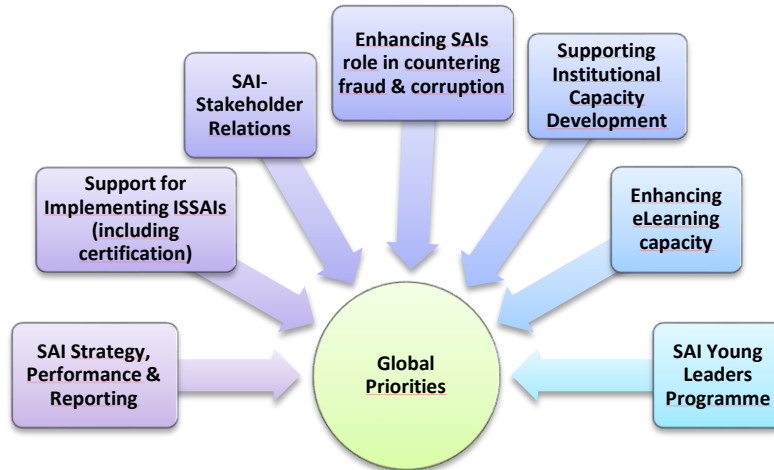 Enhancing SAIs
role in countering
fraud & corruption
Supporting
Institutional
Capacity
Development
SAI-
Stakeholder
Relations
Support for
Implementing ISSAIs
(including
certification)
Enhancing
eLearning
capacity
SAI Strategy,
Performance &
Reporting
Global
Priorities
SAI Young
Leaders
Programme